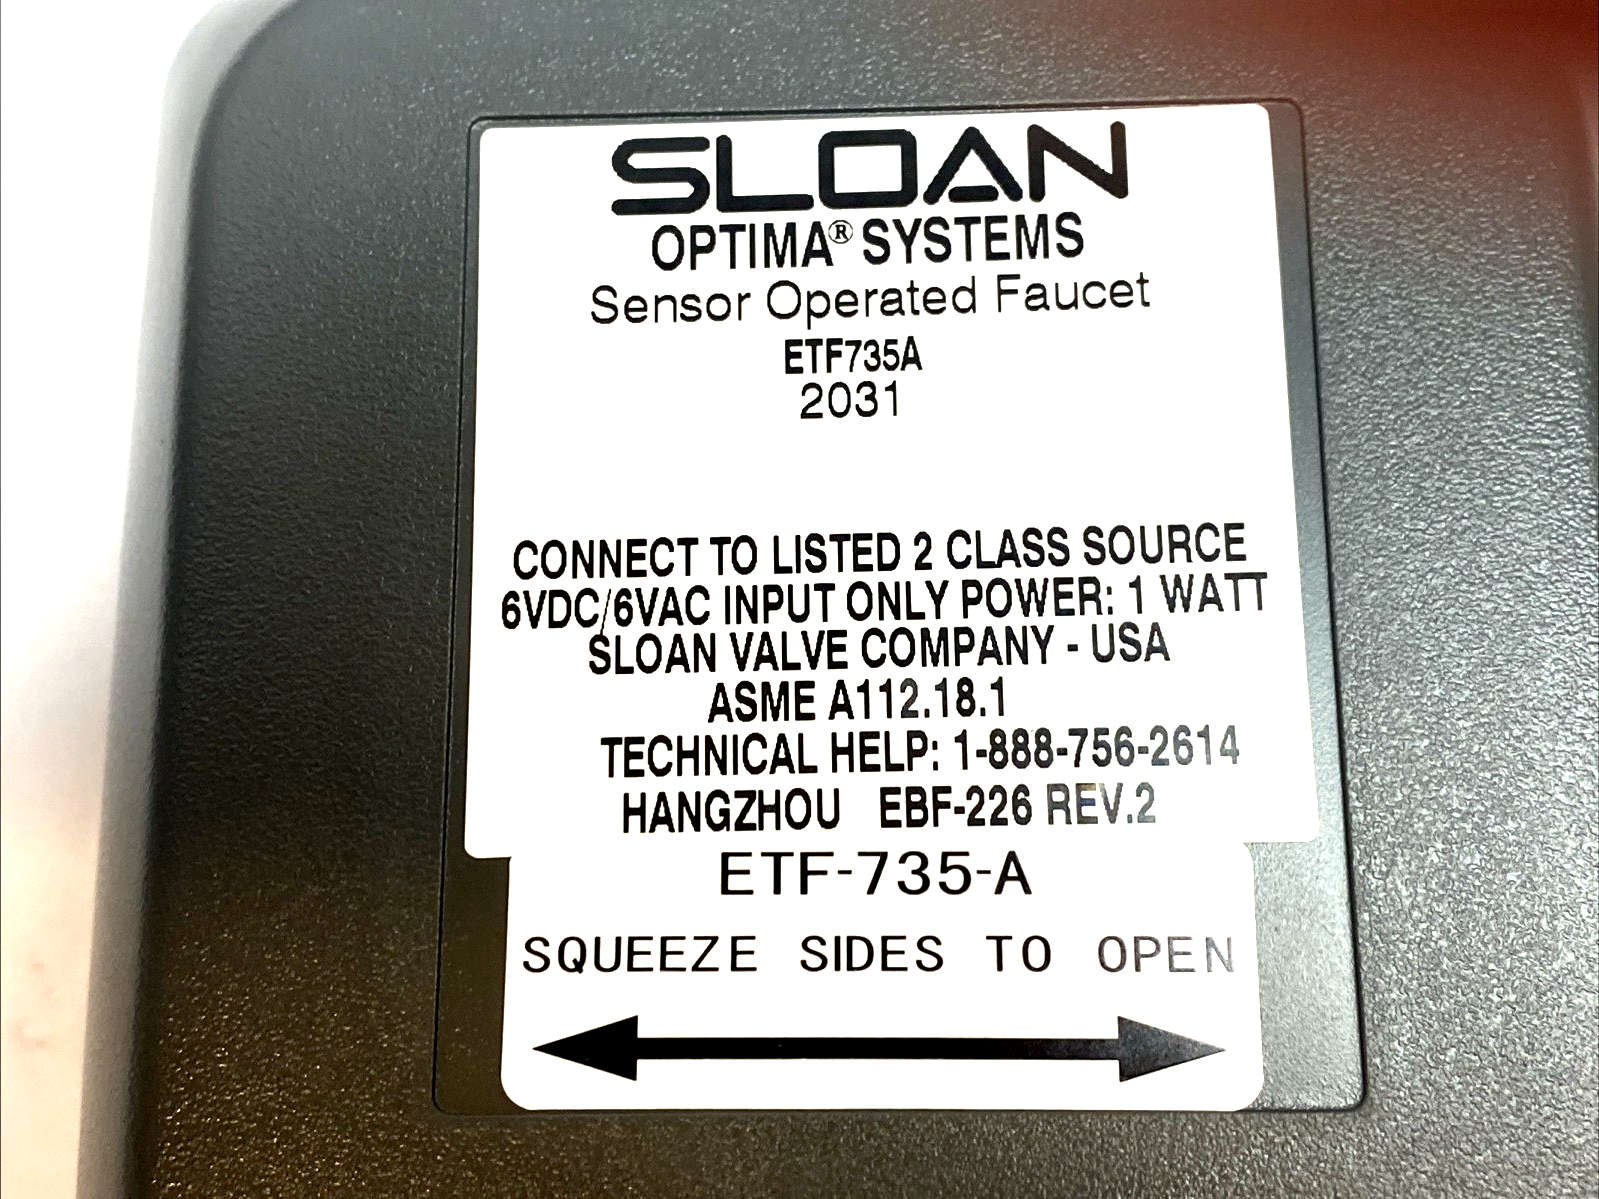 SLOAN
OPTIMA® SYSTEMS
Sensor Operated Faucet
ETF735A
2031
CONNECT TO LISTED 2 CLASS SOURCE
6VDC/6VAC INPUT ONLY POWER: 1 WATT
SLOAN VALVE COMPANY - USA
ASME A112.18.1
TECHNICAL HELP: 1-888-756-2614
HANGZHOU EBF-226 REV.2
ETF-735-A
SQUEEZE SIDES TO OPEN